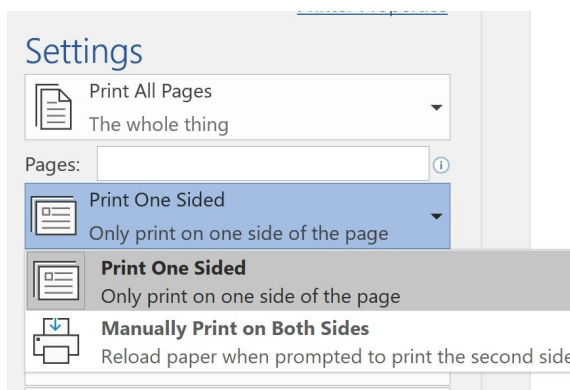 Settings
Print All Pages
The whole thing
Pages:
Print One Sided
Only print on one side of the page
Print One Sided
Only print on one side of the page
Manually Print on Both Sides
Reload paper when prompted to print the second side